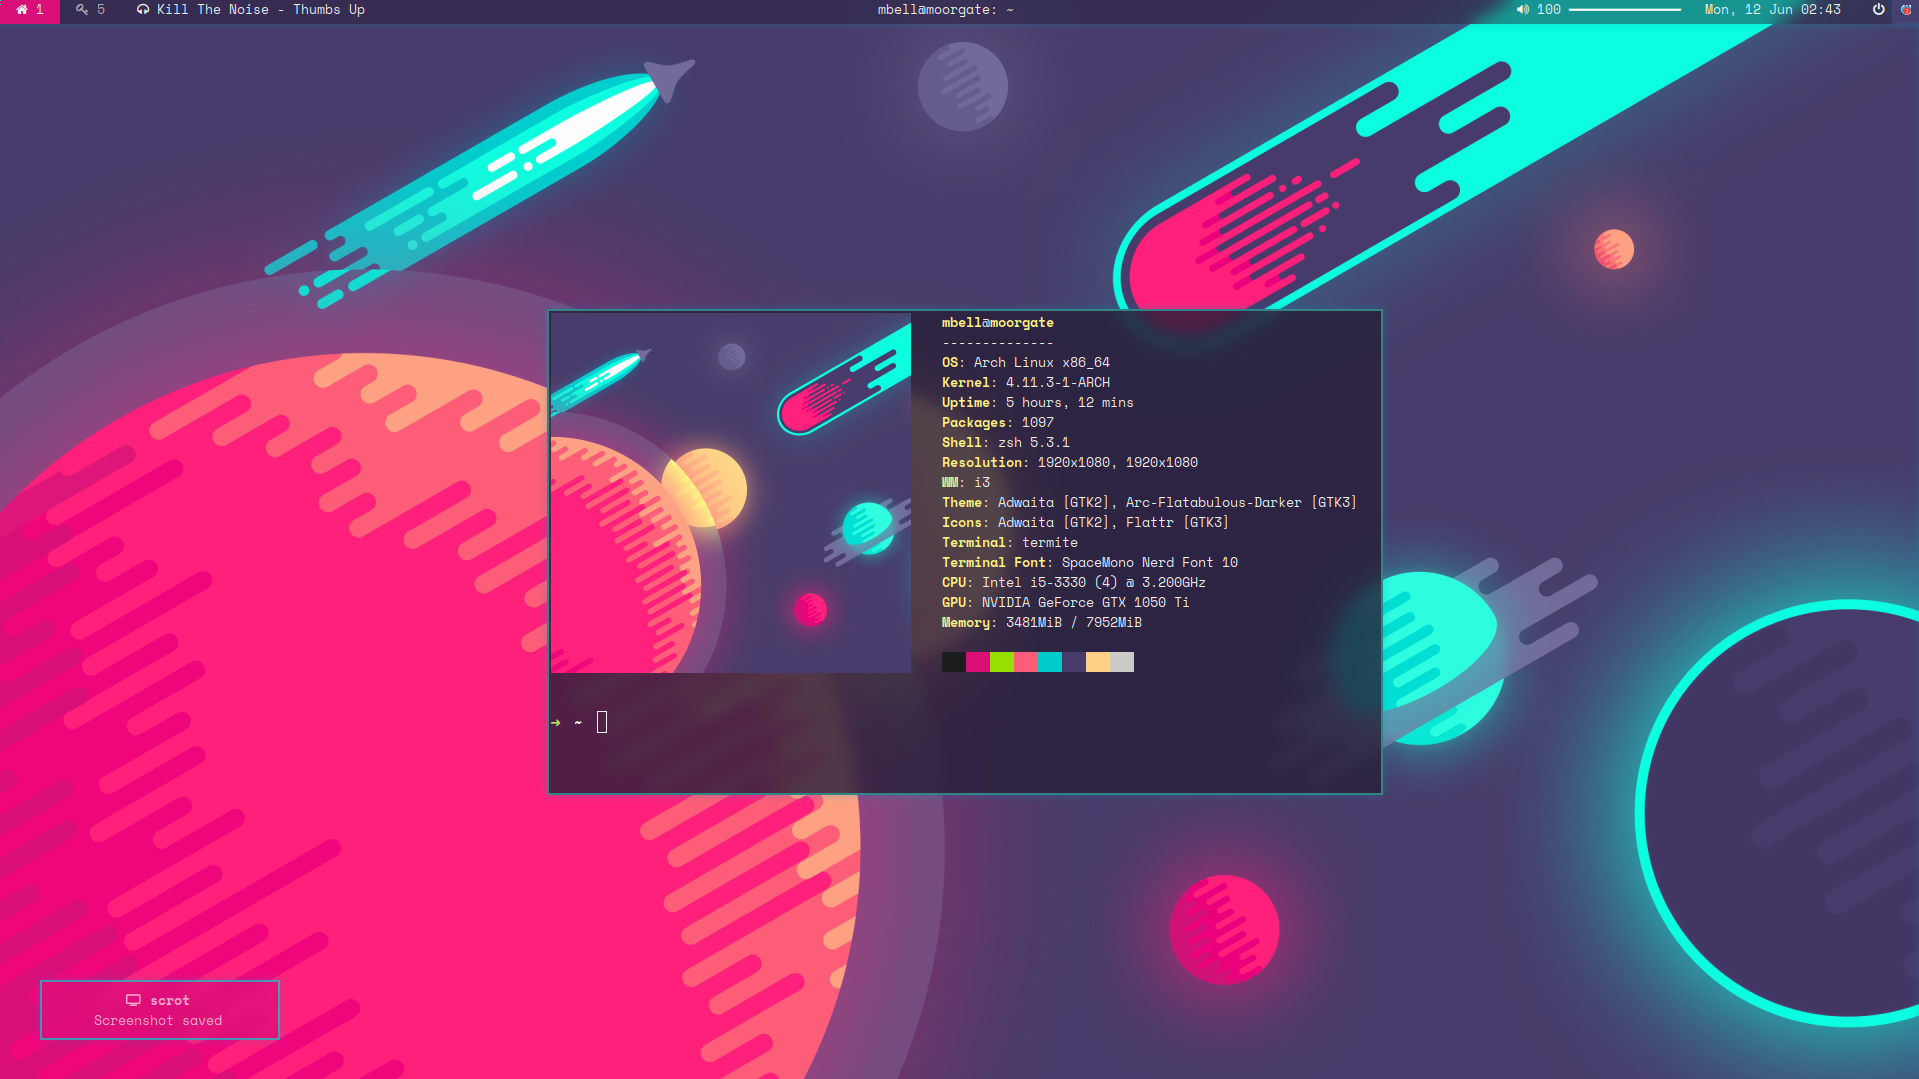 1 5 Kill The Noise - Thumbs Up
mbell@moorgate: ~
100 Mon, 12 Jun 02:43
mbell@moorgate
--------------
OS: Arch Linux x86_64
Kernel: 4.11.3-1-ARCH
Uptime: 5 hours, 12 mins
Packages: 1097
Shell: zsh 5.3.1
Resolution: 1920x1080, 1920x1080
WM: i3
Theme: Adwaita [GTK2], Arc-Flatabulous-Darker [GTK3]
Icons: Adwaita [GTK2], Flattr [GTK3]
Terminal: termite
Terminal Font: SpaceMono Nerd Font 10
CPU: Intel i5-3330 (4) @ 3.200GHz
GPU: NVIDIA GeForce GTX 1050 Ti
Memory: 3481MiB / 7952MiB
→ ~
scrot
Screenshot saved